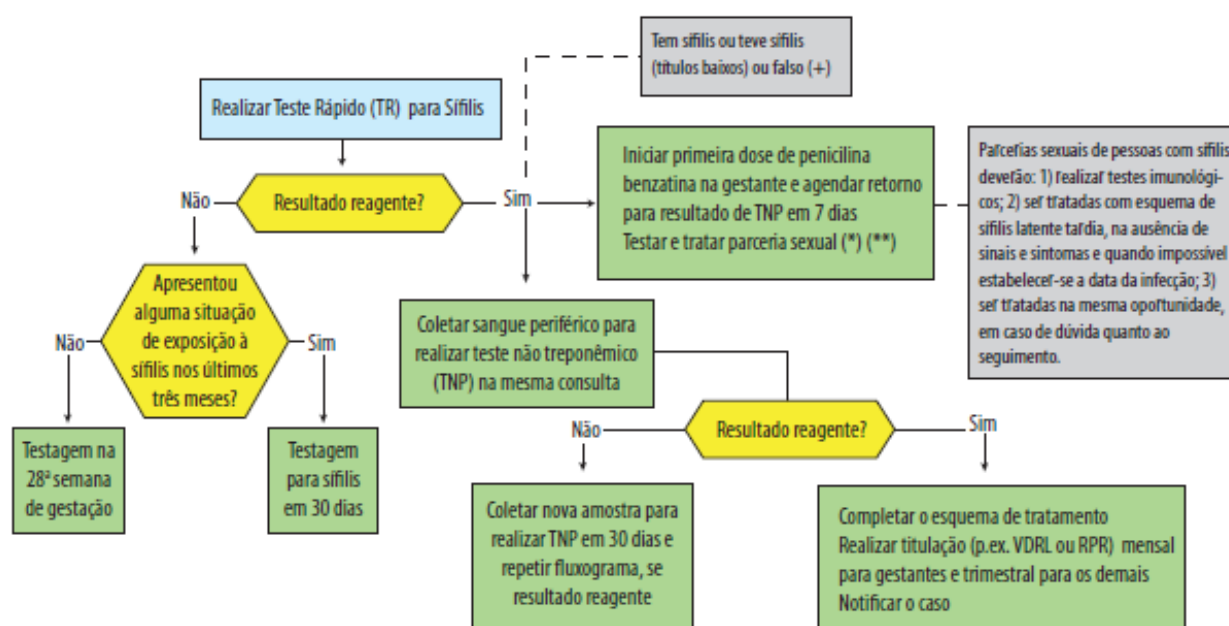 Tem sífilis ou teve sífilis
(títulos baixos) ou falso (+)
Realizar Teste Rápido (TR) para Sífilis
Resultado reagente?
Não
Sim
Iniciar primeira dose de penicilina
benzatina na gestante e agendar retorno
para resultado de TNP em 7 dias
Testar e tratar parceria sexual (*) (**)
Parcerias sexuais de pessoas com sífilis
deverão: 1) realizar testes imunológi-
cos; 2) ser tratadas com esquema de
sífilis latente tardia, na ausência de
sinais e sintomas e quando impossível
estabelecer-se a data da infecção; 3)
ser tratadas na mesma oportunidade,
em caso de dúvida quanto ao
seguimento.
Apresentou
alguma situação
de exposição à
sífilis nos últimos
três meses?
Não
Sim
Testagem na
28ª semana
de gestação
Testagem
para sífilis
em 30 dias
Coletar sangue periférico para
realizar teste não treponêmico
(TNP) na mesma consulta
Resultado reagente?
Não
Sim
Coletar nova amostra para
realizar TNP em 30 dias e
repetir fluxograma, se
resultado reagente
Completar o esquema de tratamento
Realizar titulação (p.ex. VDRL ou RPR) mensal
para gestantes e trimestral para os demais
Notificar o caso